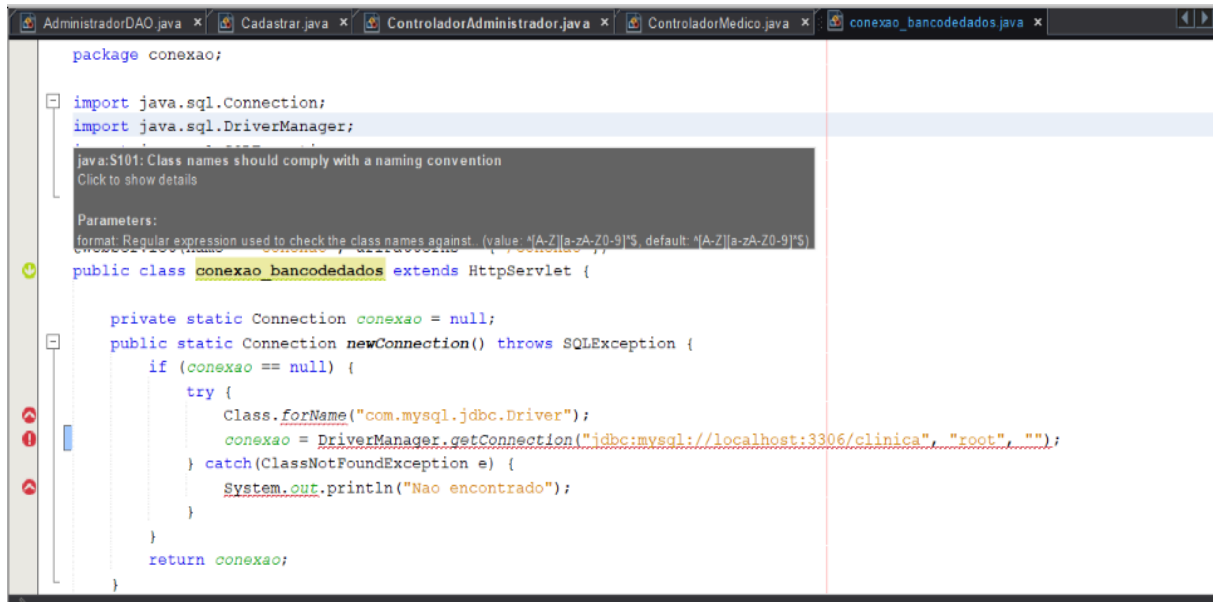 AdministradorDAO.java × Cadastrar.java × ControladorAdministrador.java × ControladorMedico.java × conexao_bancodedados.java ×
package conexao;
import java.sql.Connection;
import java.sql.DriverManager;
java:S101: Class names should comply with a naming convention
Click to show details
Parameters:
format: Regular expression used to check the class names against.. (value: ^[A-Z][a-zA-Z0-9]*$, default: ^[A-Z][a-zA-Z0-9]*$)
public class conexao_bancodedados extends HttpServlet {
private static Connection conexao = null;
public static Connection newConnection() throws SQLException {
if (conexao == null) {
try {
Class.forName("com.mysql.jdbc.Driver");
conexao = DriverManager.getConnection("jdbc:mysql://localhost:3306/clinica", "root", "");
} catch(ClassNotFoundException e) {
System.out.println("Nao encontrado");
}
}
return conexao;
}